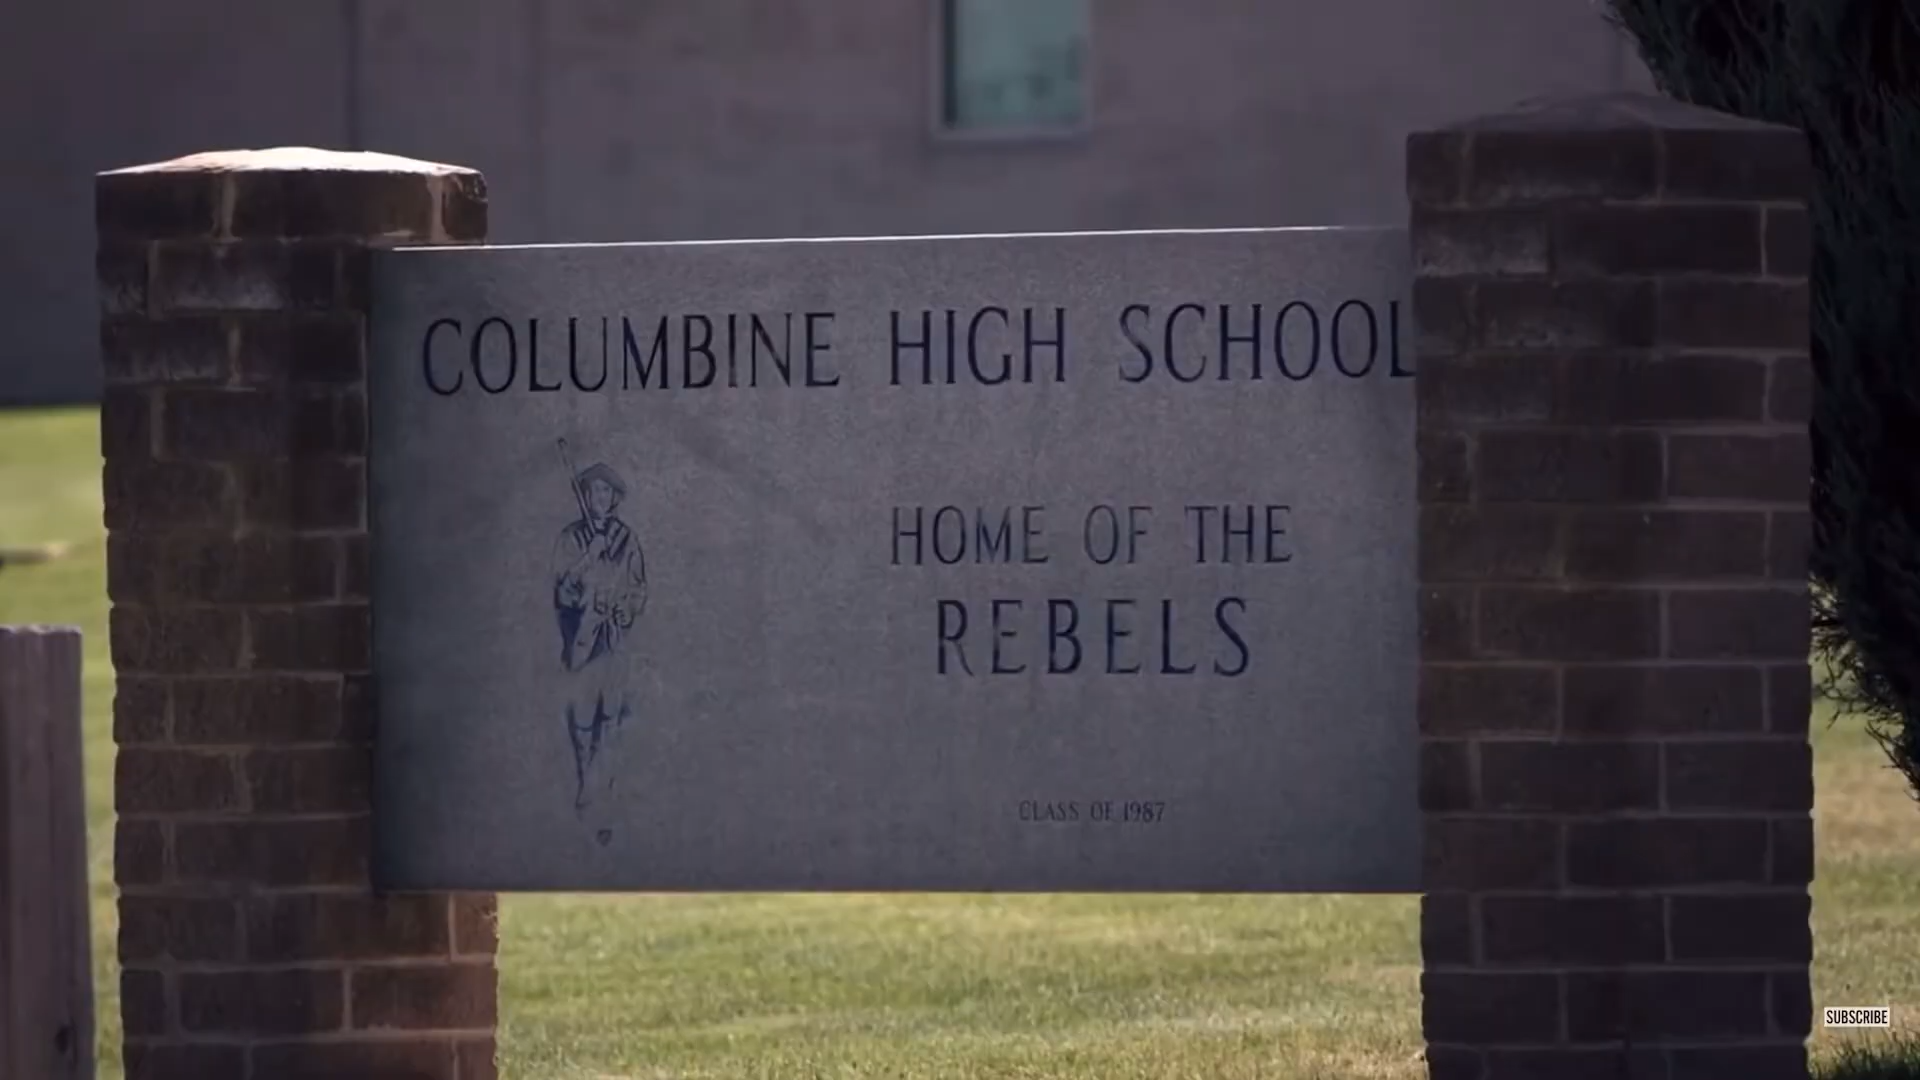 COLUMBINE HIGH SCHOOL
HOME OF THE
REBELS
CLASS OF 1987
SUBSCRIBE